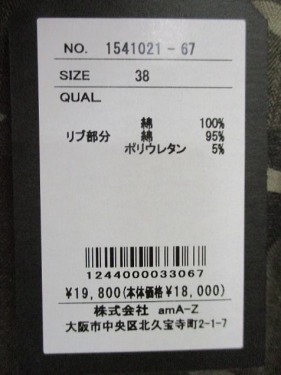 NO. 1541021-67
SIZE 38
QUAL
綿 100%
リブ部分 綿 95%
ポリウレタン 5%
1244000033067
¥19,800(本体価格¥18,000)
株式会社 amA-Z
大阪市中央区北久宝寺町2-1-7